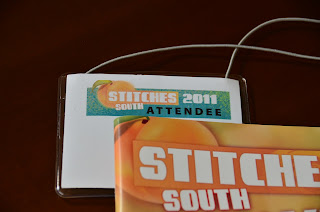 STITCHES 2011
SOUTH ATTENDEE
STITCHES
SOUTH